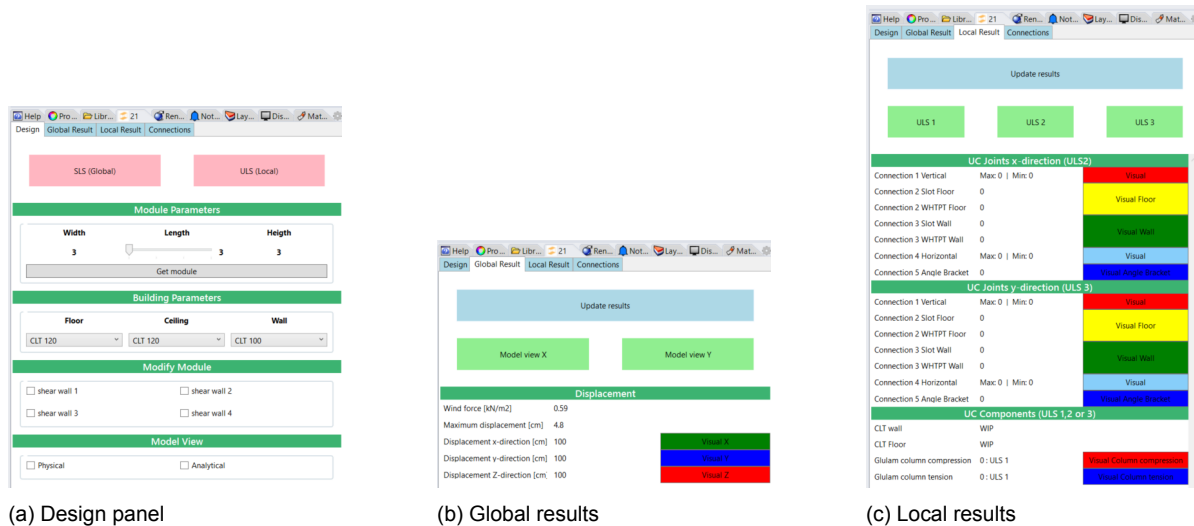 Help Pro... Libr... 21 Ren... Not... Lay... Dis... Mat...
Design Global Result Local Result Connections
SLS (Global) ULS (Local)
Module Parameters
Width Length Heigth
3 3 3
Get module
Building Parameters
Floor Ceiling Wall
CLT 120 CLT 120 CLT 100
Modify Module
shear wall 1 shear wall 2
shear wall 3 shear wall 4
Model View
Physical Analytical
(a) Design panel
Help Pro... Libr... 21 Ren... Not... Lay... Dis... Mat...
Design Global Result Local Result Connections
Update results
Model view X Model view Y
Displacement
Wind force [kN/m2] 0.59
Maximum displacement [cm] 4.8
Displacement x-direction [cm] 100 Visual X
Displacement y-direction [cm] 100 Visual Y
Displacement Z-direction [cm] 100 Visual Z
(b) Global results
Help Pro... Libr... 21 Ren... Not... Lay... Dis... Mat...
Design Global Result Local Result Connections
Update results
ULS 1 ULS 2 ULS 3
UC Joints x-direction (ULS2)
Connection 1 Vertical Max: 0 | Min: 0 Visual
Connection 2 Slot Floor 0
Visual Floor
Connection 2 WHTPT Floor 0
Connection 3 Slot Wall 0
Visual Wall
Connection 3 WHTPT Wall 0
Connection 4 Horizontal Max: 0 | Min: 0 Visual
Connection 5 Angle Bracket 0 Visual Angle Bracket
UC Joints y-direction (ULS 3)
Connection 1 Vertical Max: 0 | Min: 0 Visual
Connection 2 Slot Floor 0
Visual Floor
Connection 2 WHTPT Floor 0
Connection 3 Slot Wall 0
Visual Wall
Connection 3 WHTPT Wall 0
Connection 4 Horizontal Max: 0 | Min: 0 Visual
Connection 5 Angle Bracket 0 Visual Angle Bracket
UC Components (ULS 1,2 or 3)
CLT wall WIP
CLT Floor WIP
Glulam column compression 0 : ULS 1 Visual Column compression
Glulam column tension 0 : ULS 1 Visual Column tension
(c) Local results